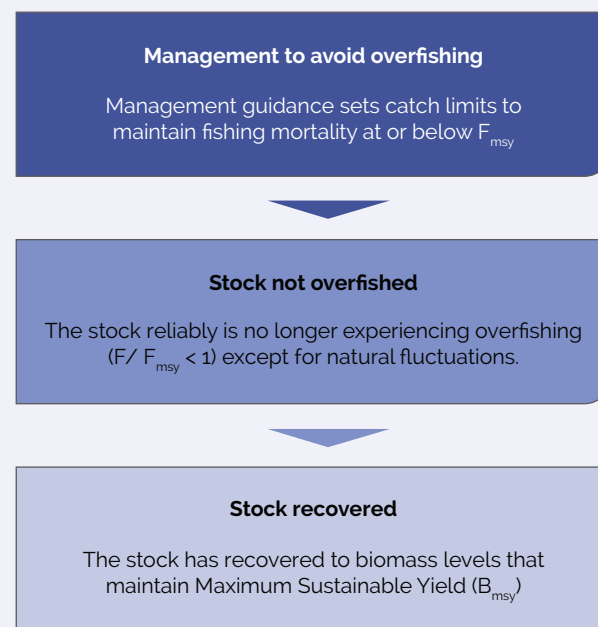 Management to avoid overfishing
Management guidance sets catch limits to
maintain fishing mortality at or below Fmsy
Stock not overfished
The stock reliably is no longer experiencing overfishing
(F/ Fmsy < 1) except for natural fluctuations.
Stock recovered
The stock has recovered to biomass levels that
maintain Maximum Sustainable Yield (Bmsy)